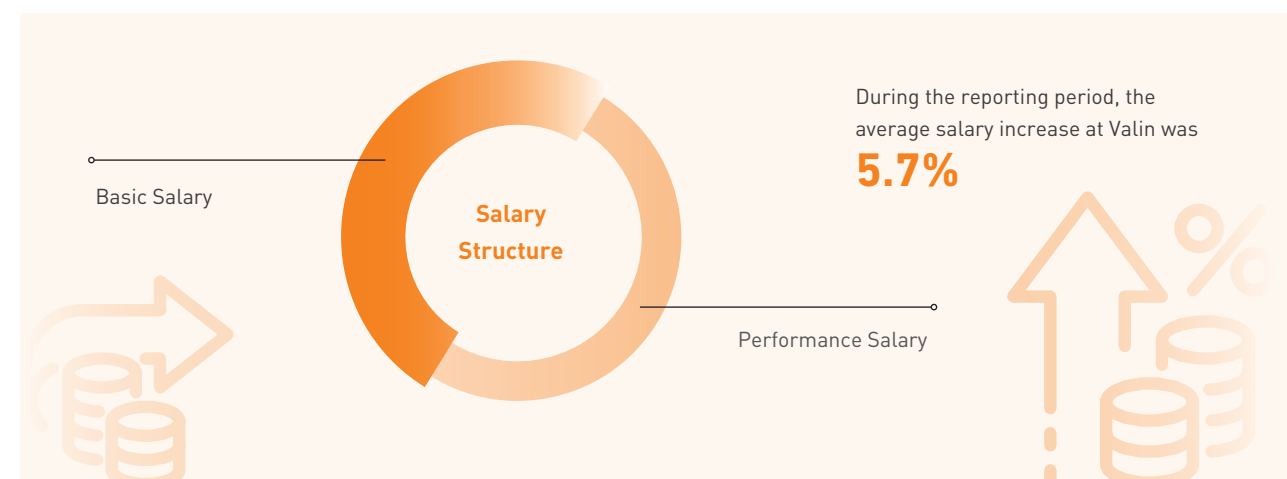 During the reporting period, the
average salary increase at Valin was
5.7%
Basic Salary
Salary
Structure
Performance Salary